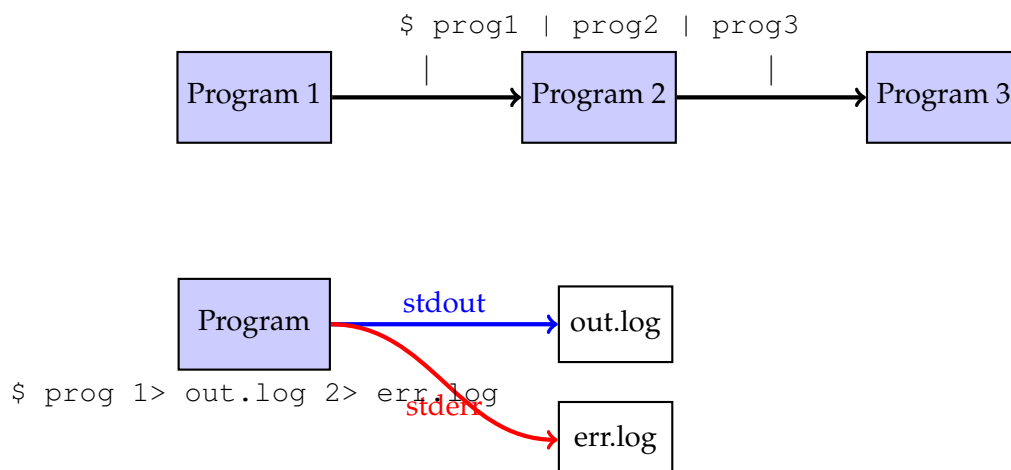 $ prog1 | prog2 | prog3
| |
Program 1 Program 2 Program 3
stdout
Program out.log
$ prog 1> out.log 2> err.log
stderr
err.log